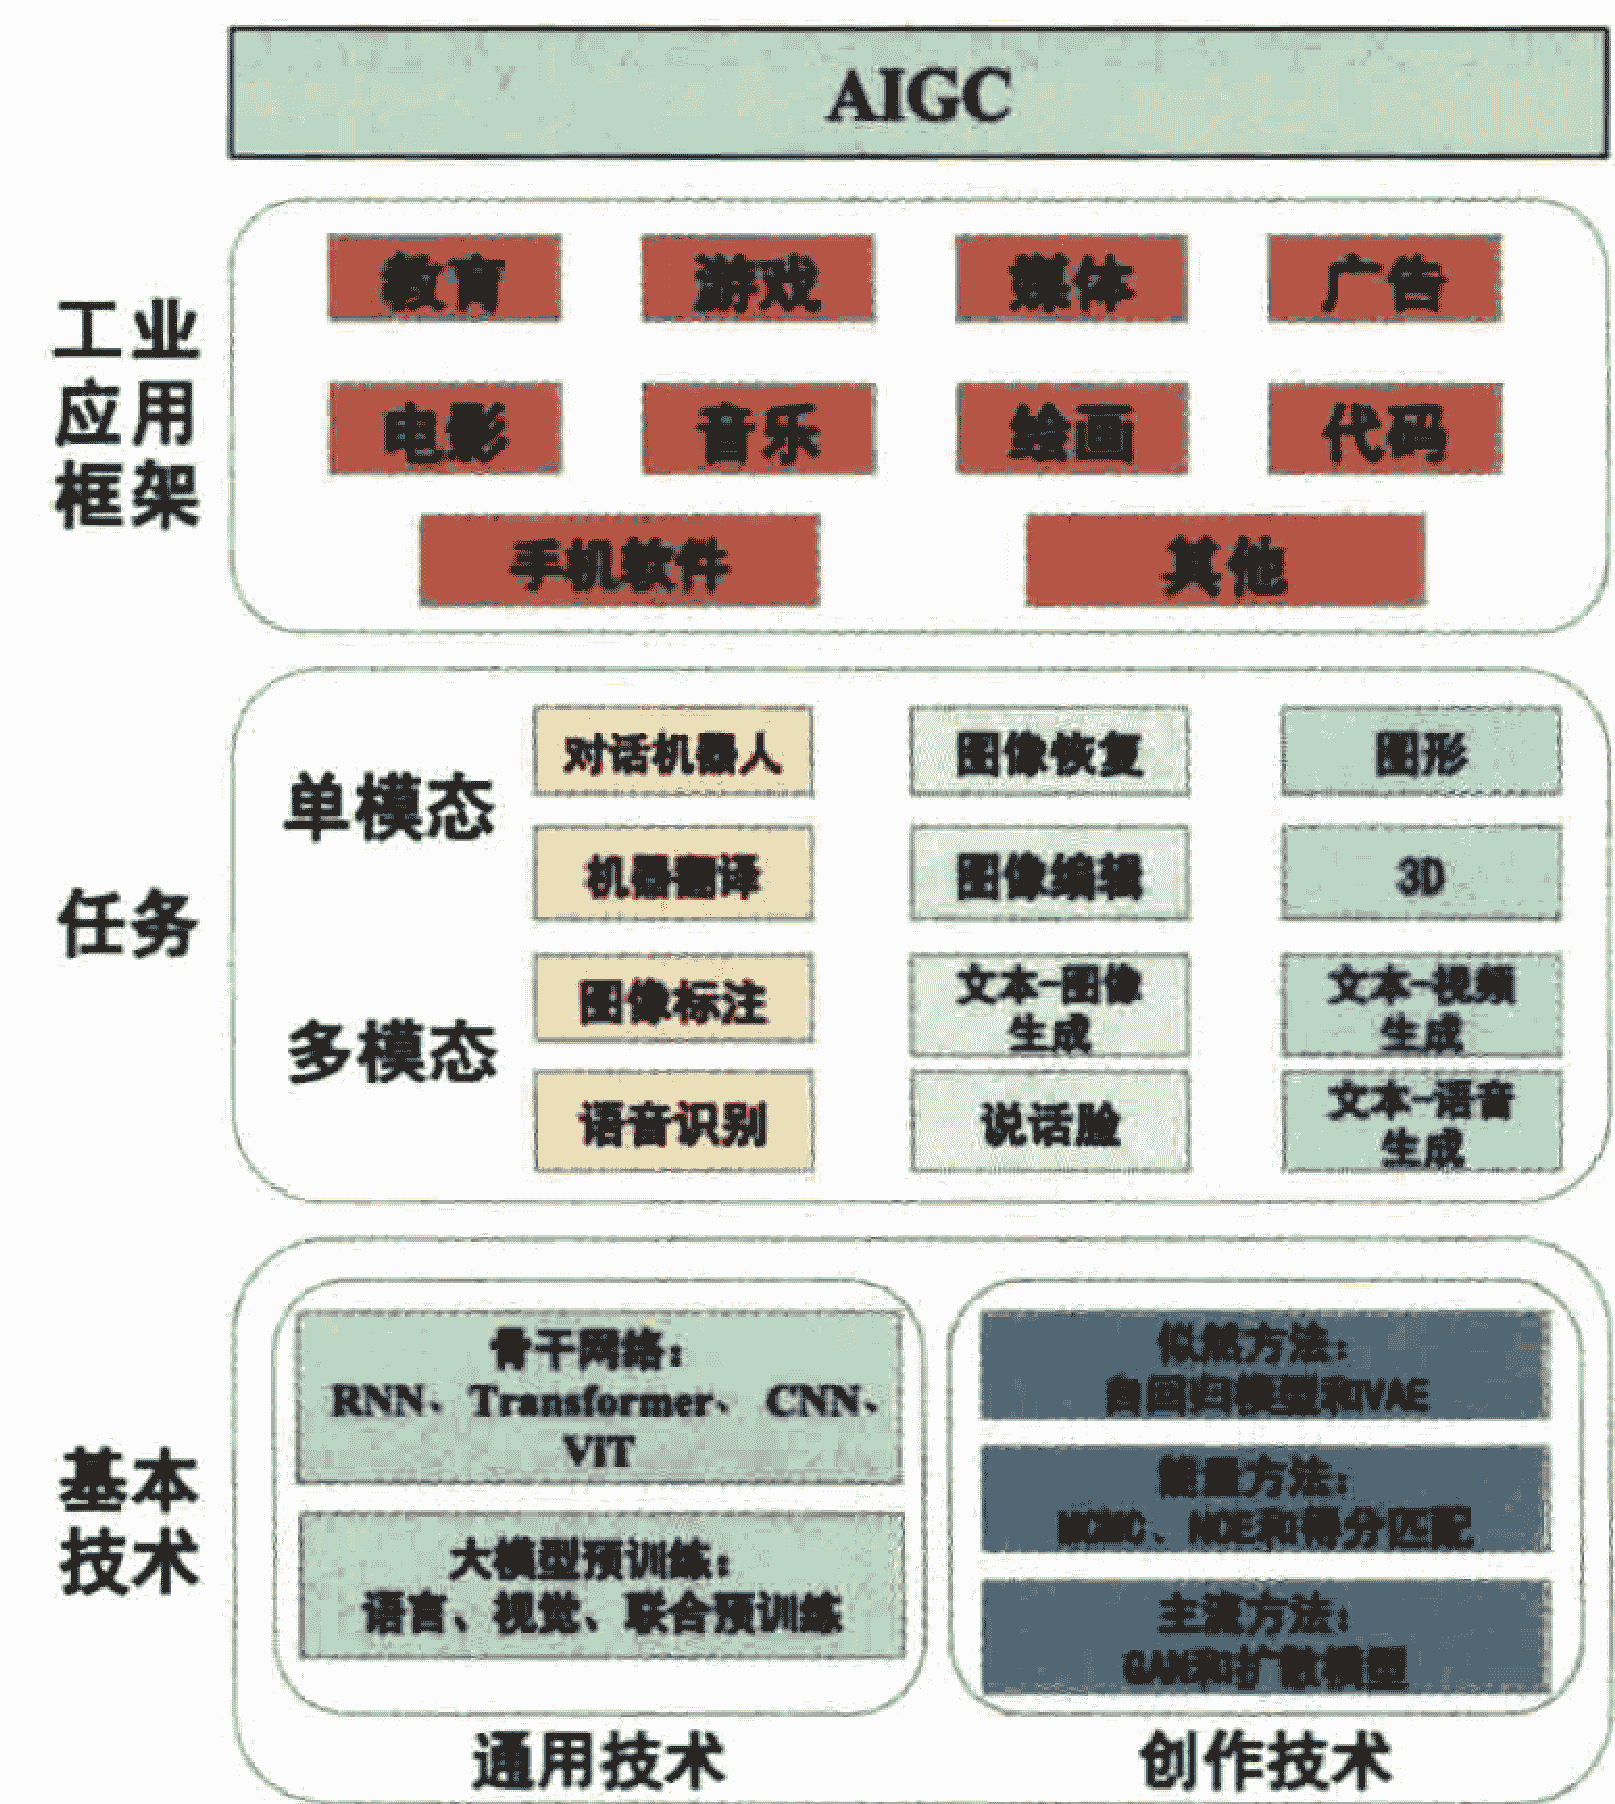 AIGC
工业
应用
框架
教育
游戏
媒体
广告
电影
音乐
绘画
代码
手机软件
其他
任务
单模态
对话机器人
图像恢复
图形
机器翻译
图像编辑
3D
多模态
图像标注
文本-图像
生成
文本-视频
生成
语音识别
说话脸
文本-语音
生成
基本
技术
骨干网络：
RNN、Transformer、CNN、
VIT
大模型预训练：
语言、视觉、联合预训练
通用技术
似然方法：
自回归模型和VAE
能量方法：
MCMC、NCE和得分匹配
主流方法：
GAN和扩散模型
创作技术